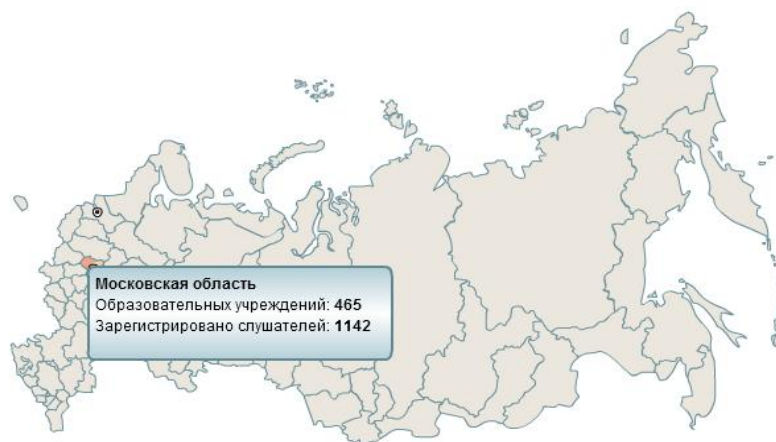 Московская область
Образовательных учреждений: 465
Зарегистрировано слушателей: 1142